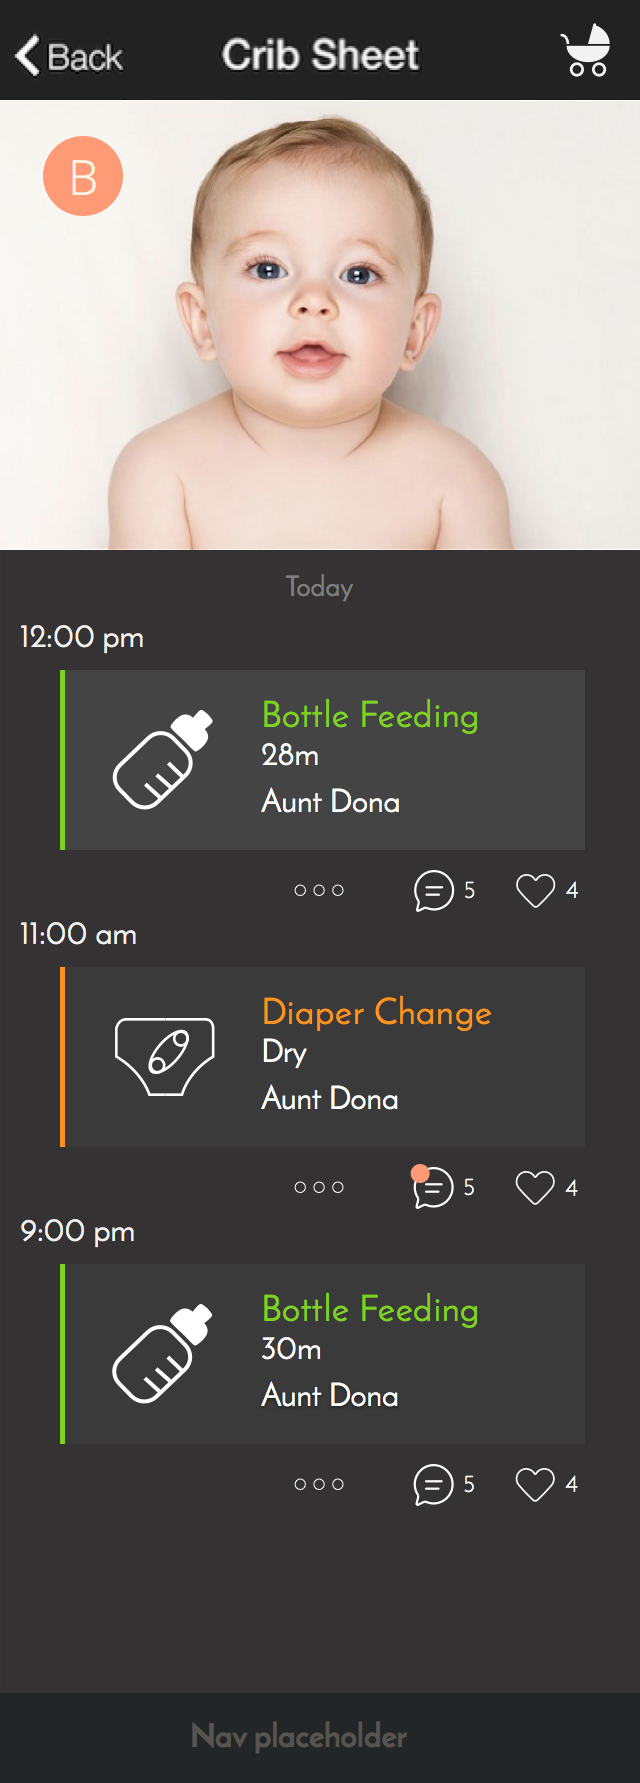 Back
Crib Sheet
B
Today
12:00 pm
Bottle Feeding
28m
Aunt Dona
5
4
11:00 am
Diaper Change
Dry
Aunt Dona
5
4
9:00 pm
Bottle Feeding
30m
Aunt Dona
5
4
Nav placeholder